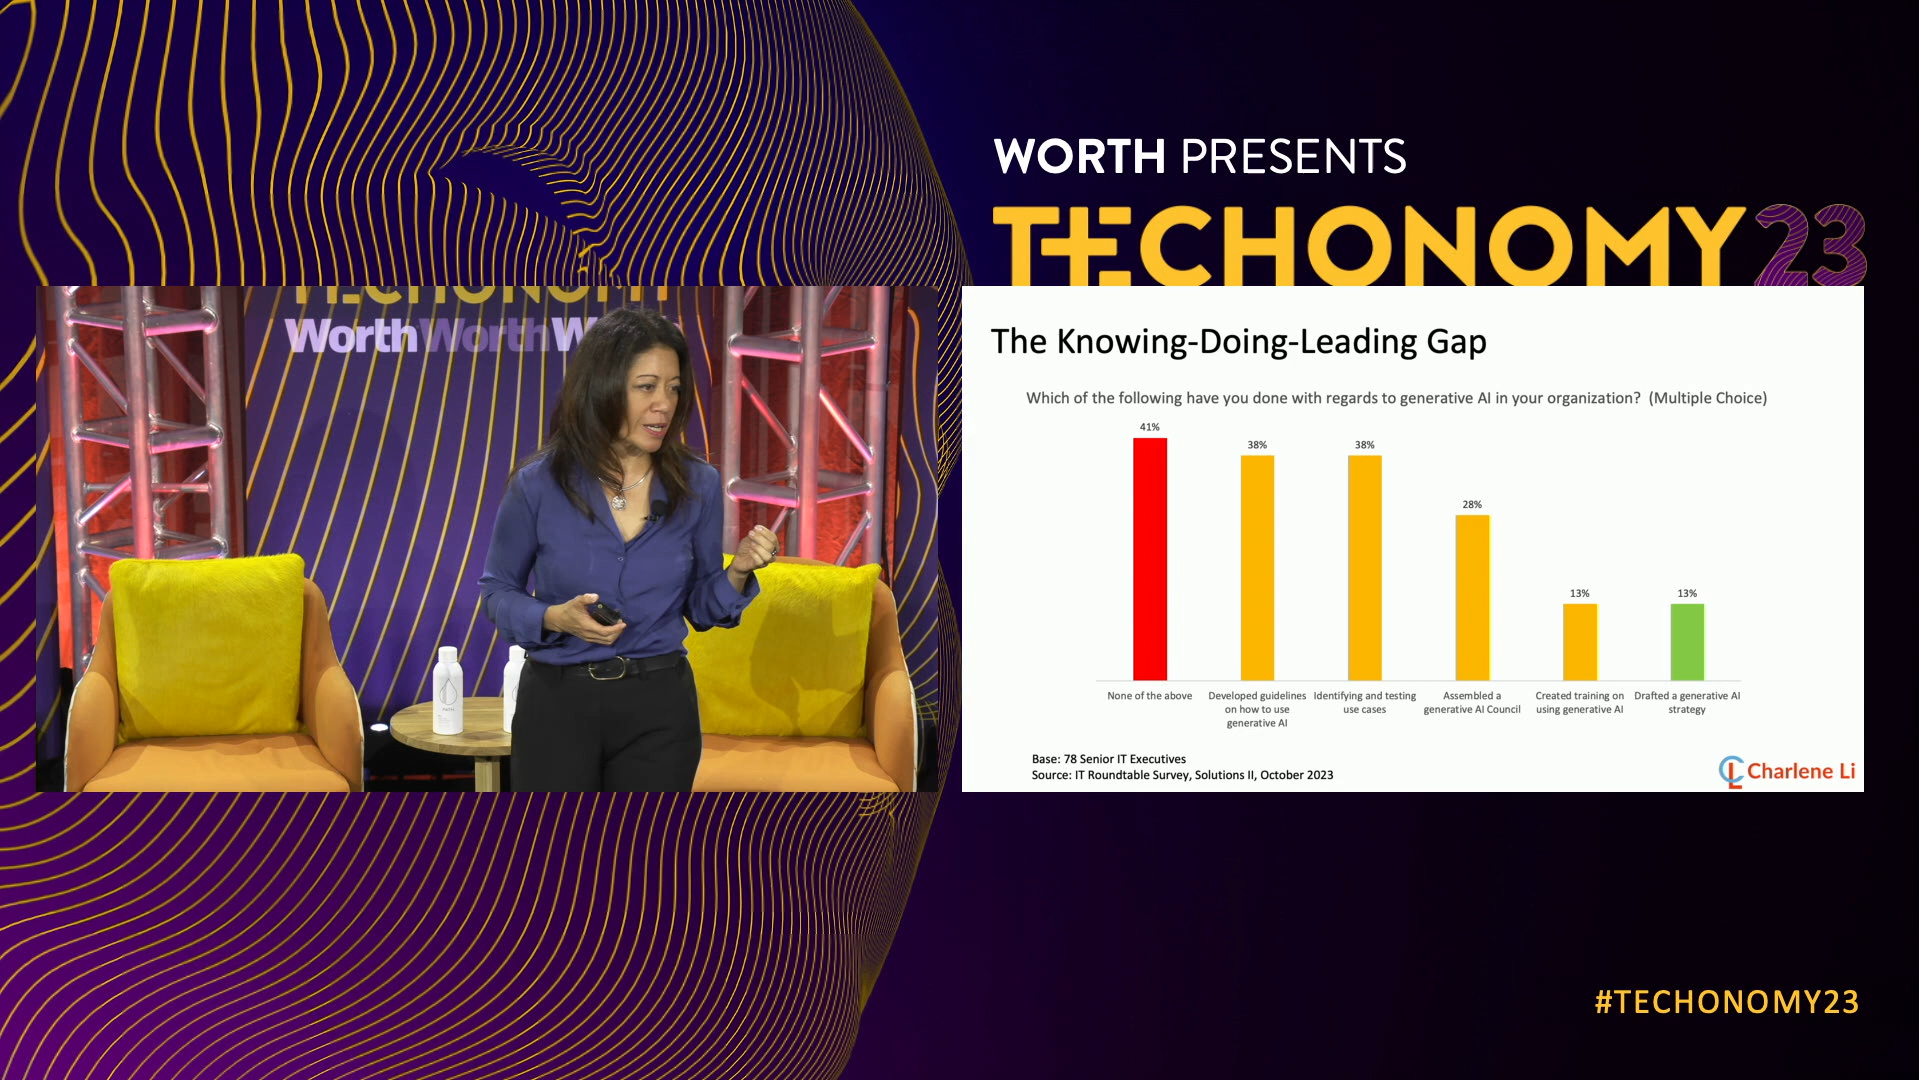 WORTH PRESENTS
TECHONOMY23
TECHONOMY
WorthWorthW
The Knowing-Doing-Leading Gap
Which of the following have you done with regards to generative AI in your organization? (Multiple Choice)
41%
38%
38%
28%
13%
13%
None of the above
Developed guidelines
on how to use
generative AI
Identifying and testing
use cases
Assembled a
generative AI Council
Created training on
using generative AI
Drafted a generative AI
strategy
Base: 78 Senior IT Executives
Source: IT Roundtable Survey, Solutions II, October 2023
CL Charlene Li
#TECHONOMY23